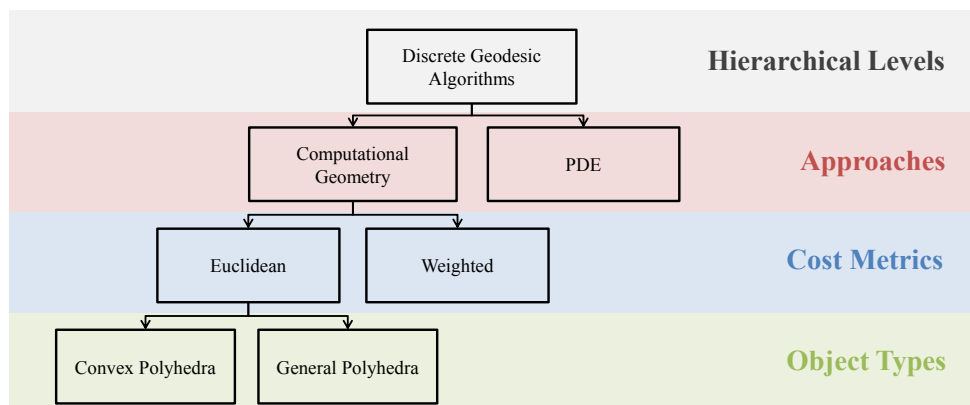 Discrete Geodesic
Algorithms
Hierarchical Levels
Computational
Geometry
PDE
Approaches
Euclidean
Weighted
Cost Metrics
Convex Polyhedra
General Polyhedra
Object Types